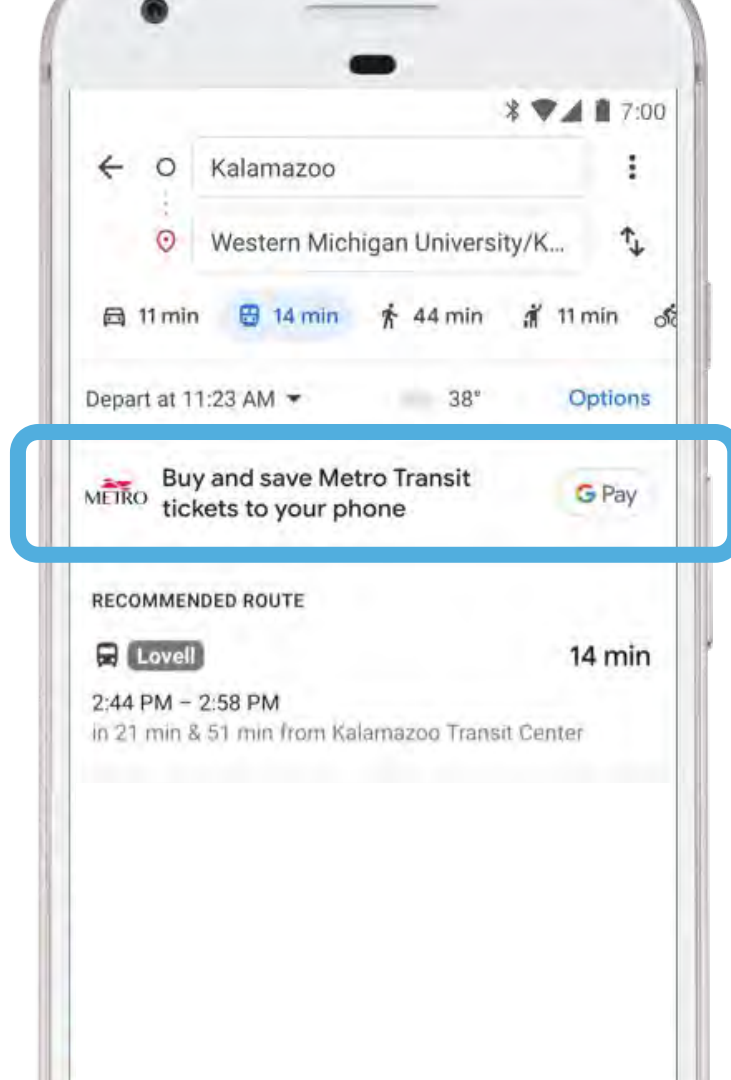 7:00
Kalamazoo
Western Michigan University/K...
11 min 14 min 44 min 11 min
Depart at 11:23 AM 38° Options
METRO Buy and save Metro Transit
tickets to your phone
G Pay
RECOMMENDED ROUTE
Lovell 14 min
2:44 PM – 2:58 PM
in 21 min & 51 min from Kalamazoo Transit Center